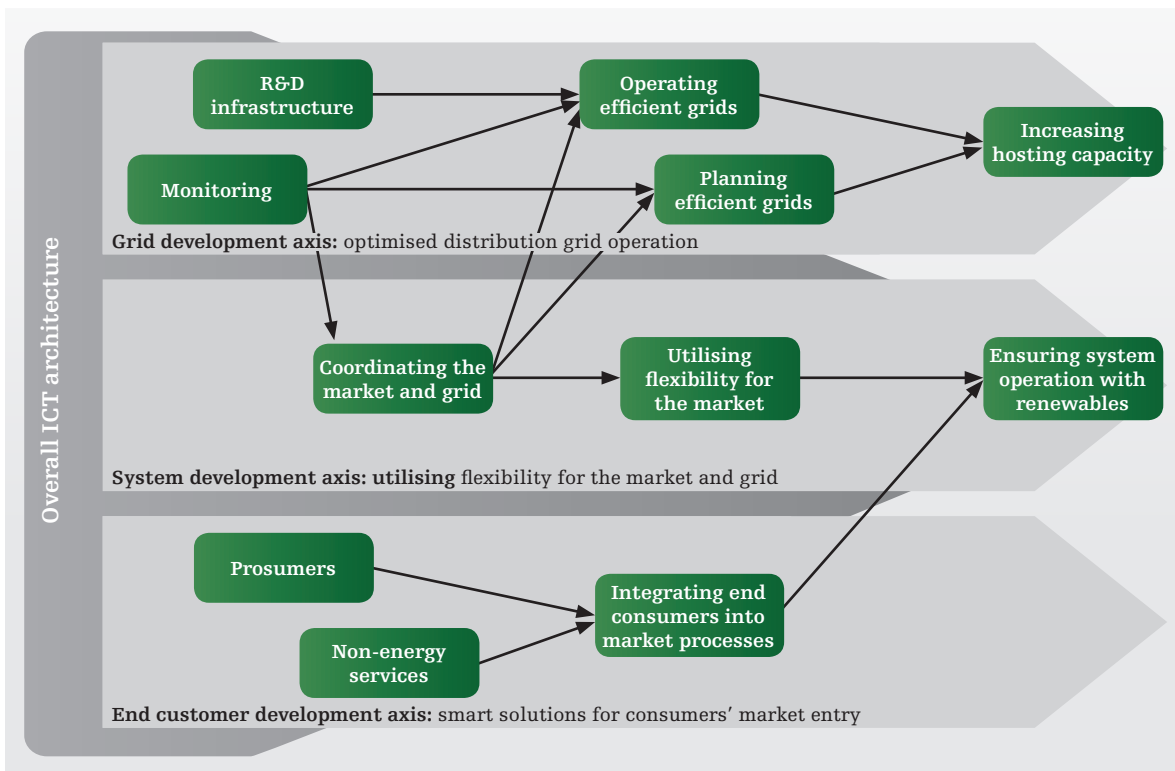 Overall ICT architecture
R&D
infrastructure
Operating
efficient grids
Increasing
hosting capacity
Monitoring
Planning
efficient grids
Grid development axis: optimised distribution grid operation
Coordinating the
market and grid
Utilising
flexibility for
the market
Ensuring system
operation with
renewables
System development axis: utilising flexibility for the market and grid
Prosumers
Integrating end
consumers into
market processes
Non-energy
services
End customer development axis: smart solutions for consumers’ market entry